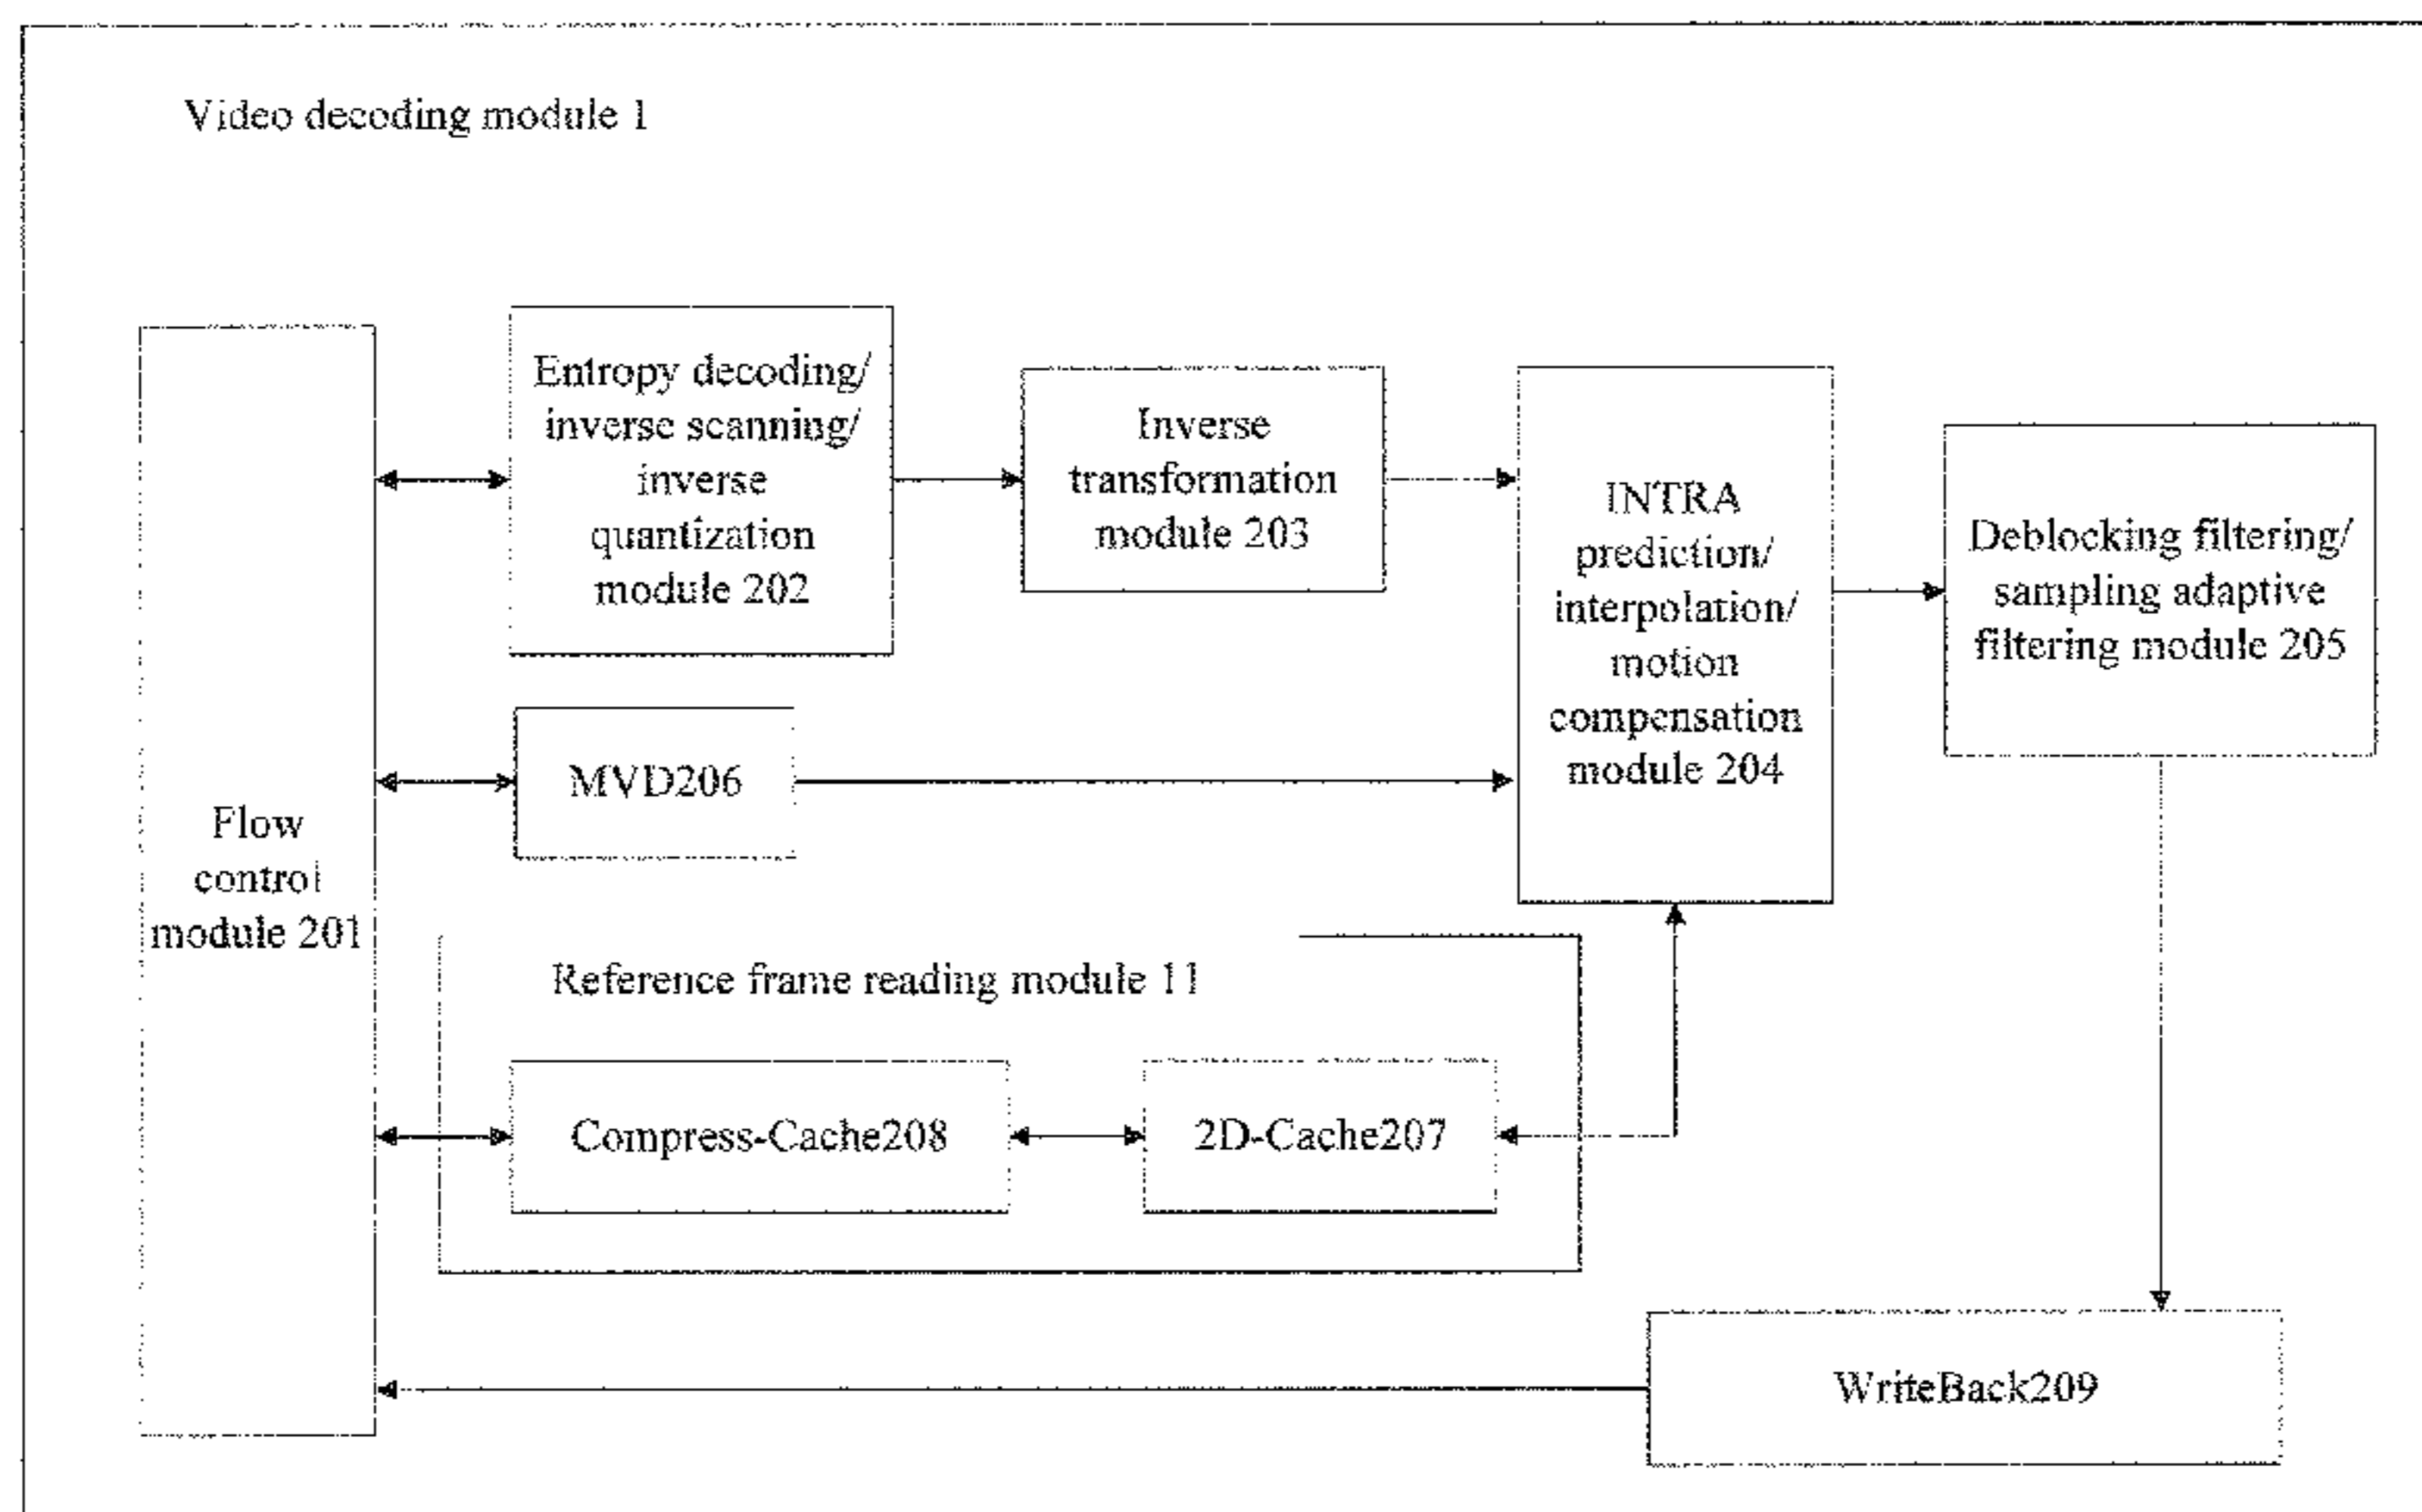 Video decoding module 1
Entropy decoding/
inverse scanning/
inverse
quantization
module 202
Inverse
transformation
module 203
INTRA
prediction/
interpolation/
motion
compensation
module 204
Deblocking filtering/
sampling adaptive
filtering module 205
MVD206
Flow
control
module 201
Reference frame reading module 11
Compress-Cache208
2D-Cache207
WriteBack209